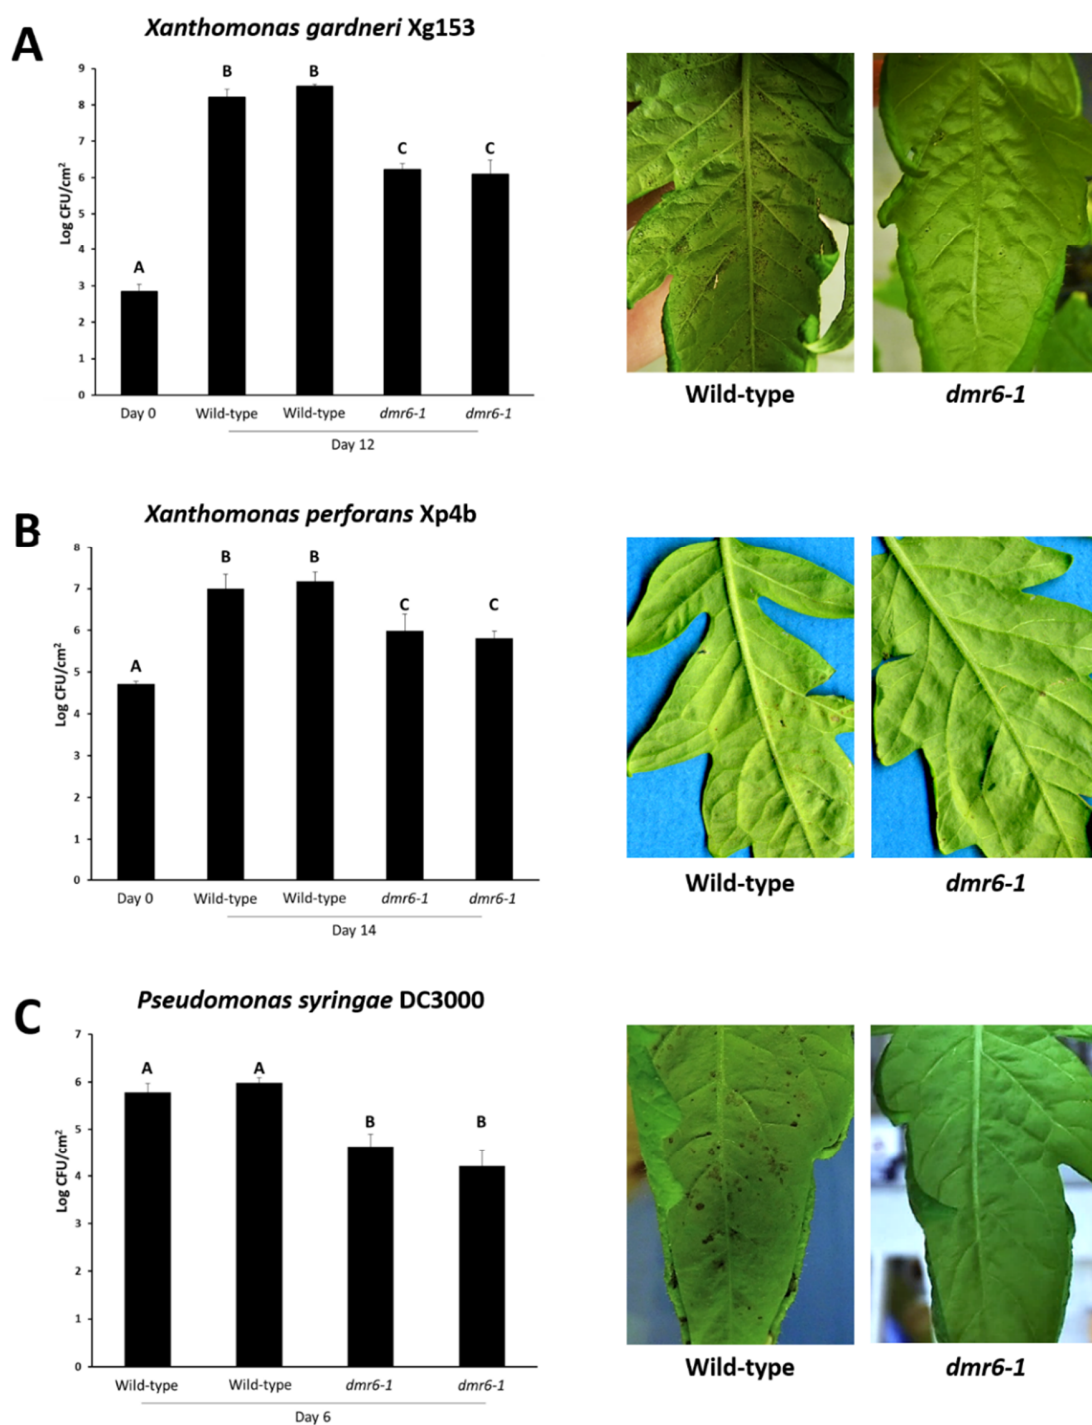 A
Xanthomonas gardneri Xg153
9
8
7
6
5
4
3
2
1
0
Log CFU/cm²
A
B
B
C
C
Day 0 Wild-type Wild-type dmr6-1 dmr6-1
Day 12
Wild-type dmr6-1
B
Xanthomonas perforans Xp4b
8
7
6
5
4
3
2
1
0
Log CFU/cm²
A
B
B
C
C
Day 0 Wild-type Wild-type dmr6-1 dmr6-1
Day 14
Wild-type dmr6-1
C
Pseudomonas syringae DC3000
7
6
5
4
3
2
1
0
Log CFU/cm²
A
A
B
B
Wild-type Wild-type dmr6-1 dmr6-1
Day 6
Wild-type dmr6-1